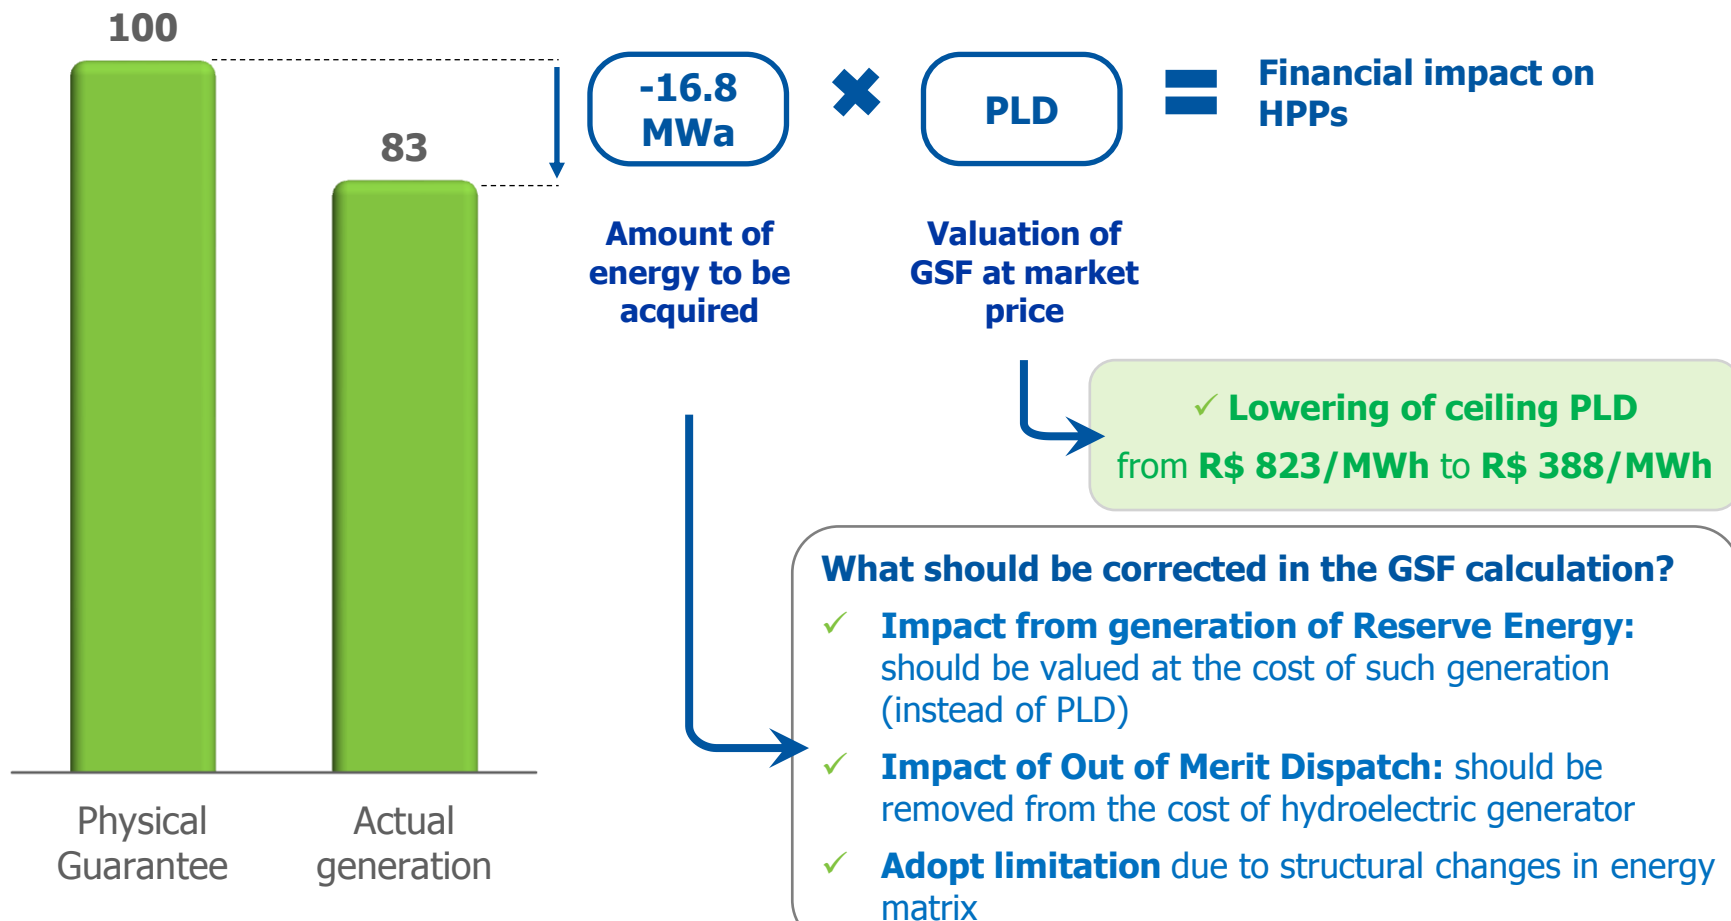 100
83
-16.8
MWa
PLD
Financial impact on
HPPs
Amount of
energy to be
acquired
Valuation of
GSF at market
price
✓ Lowering of ceiling PLD
from R$ 823/MWh to R$ 388/MWh
What should be corrected in the GSF calculation?
✓ Impact from generation of Reserve Energy:
should be valued at the cost of such generation
(instead of PLD)
✓ Impact of Out of Merit Dispatch: should be
removed from the cost of hydroelectric generator
✓ Adopt limitation due to structural changes in energy
matrix
Physical
Guarantee
Actual
generation